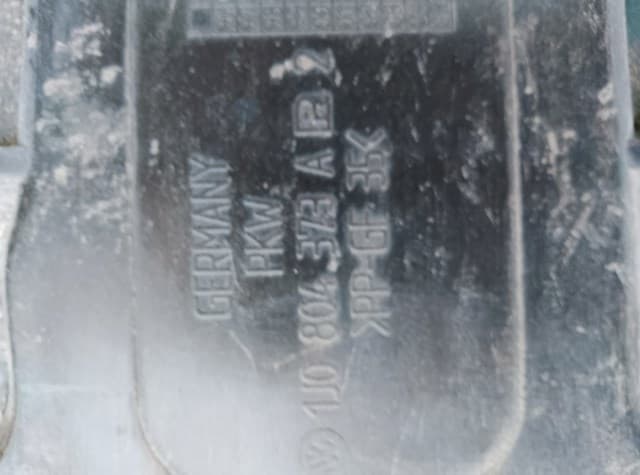 GERMANY
PKW
1J0 804 373 A
>PP-GF 35<